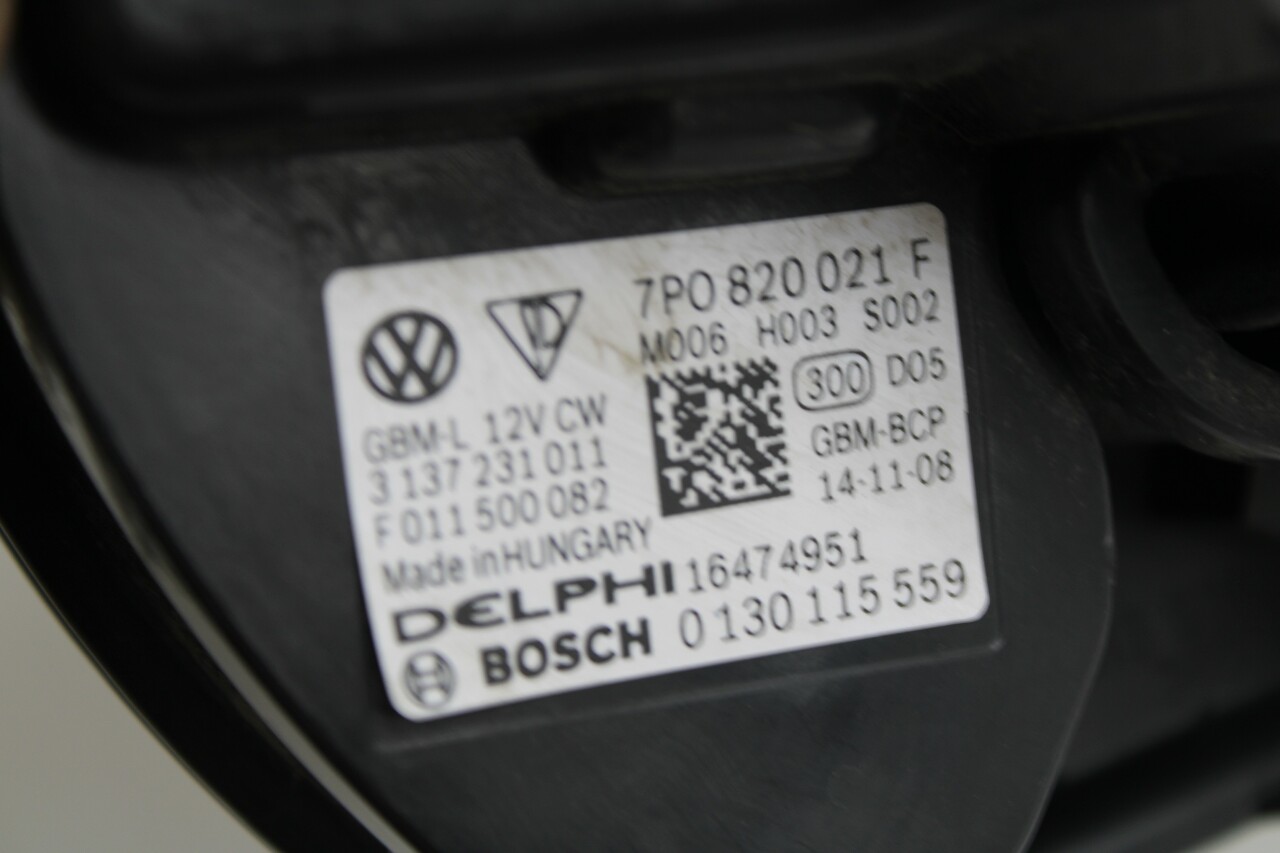 7P0 820 021 F
M006 H003 S002
300 D05
GBM-L 12V CW
GBM-BCP
3 137 231 011
14-11-08
F 011 500 082
Made in HUNGARY
DELPHI 16474951
BOSCH 0 130 115 559